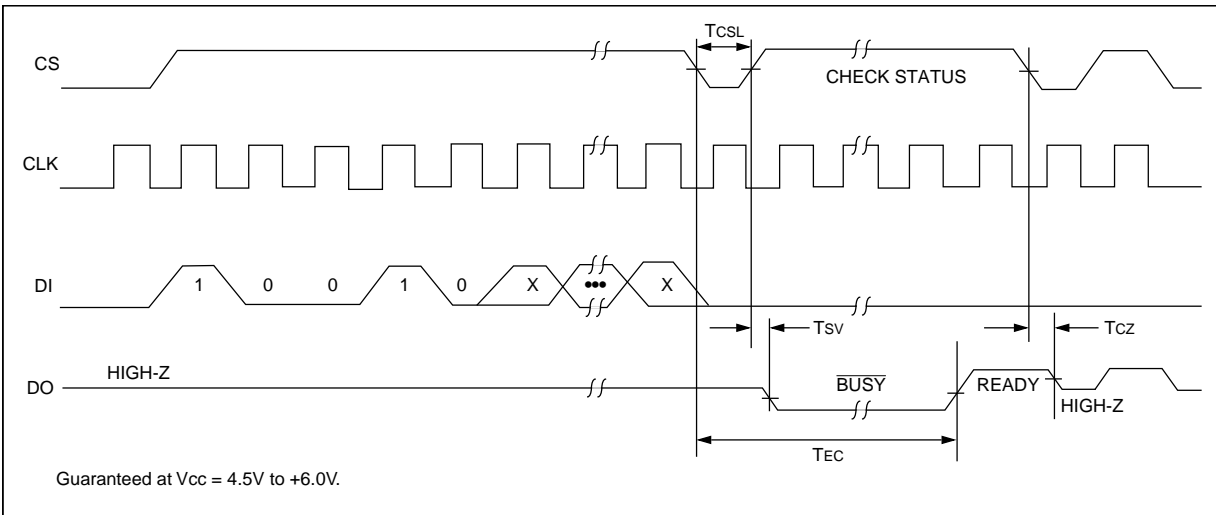 TCSL
CS
CHECK STATUS
CLK
DI
1 0 0 1 0 X ••• X
TSV
TCZ
HIGH-Z
DO
BUSY
READY
HIGH-Z
TEC
Guaranteed at Vcc = 4.5V to +6.0V.